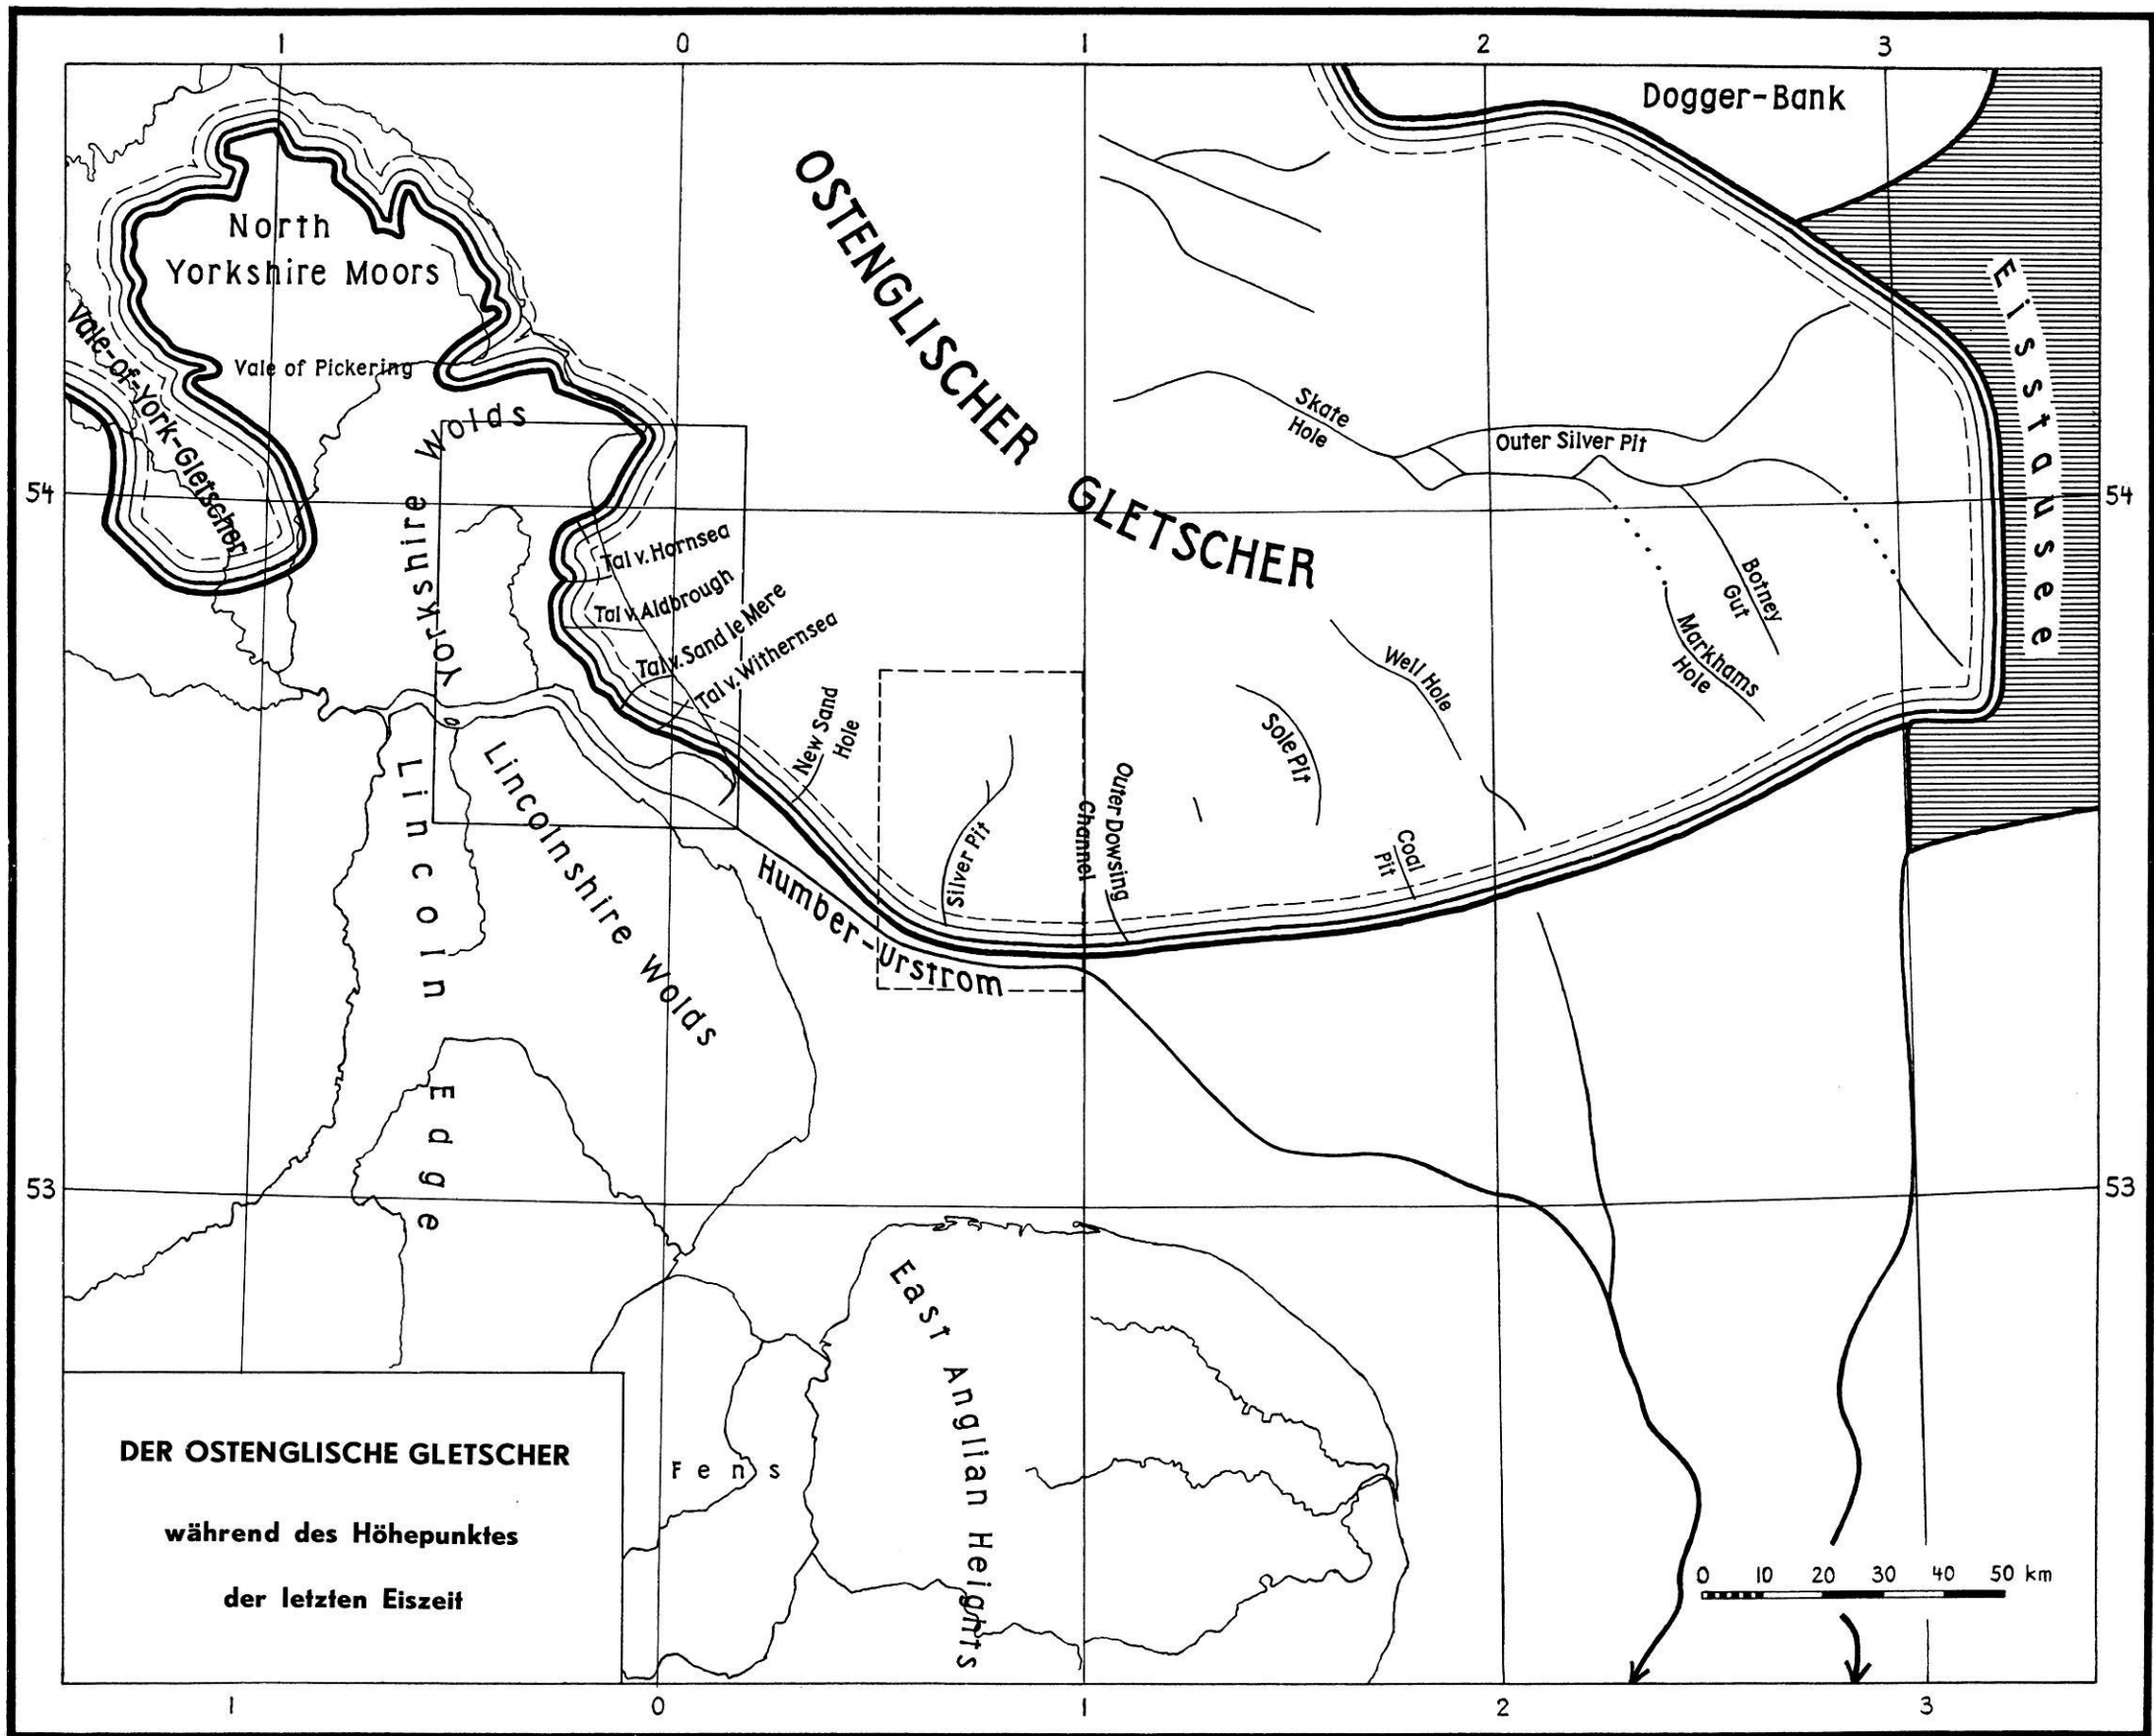 1 0 1 2 3
Dogger-Bank
OSTENGLISCHER
GLETSCHER
Eistausee
North
Yorkshire Moors
Vale-of-York-Gletscher
Vale of Pickering
Yorkshire Wolds
Skate
Hole
Outer Silver Pit
54 54
Tal v. Hornsea
Tal v. Aldbrough
Tal v. Sand le Mere
Tal v. Withernsea
Botney
Gut
Markhams
Hole
Well Hole
Sole Pit
New Sand
Hole
Silver Pit
Outer Dowsing
Channel
Coal
Pit
Lincoln Edge
Lincolnshire Wolds
Humber-Urstrom
53 53
East Anglian Heights
Fens
DER OSTENGLISCHE GLETSCHER
während des Höhepunktes
der letzten Eiszeit
0 10 20 30 40 50 km
1 0 1 2 3